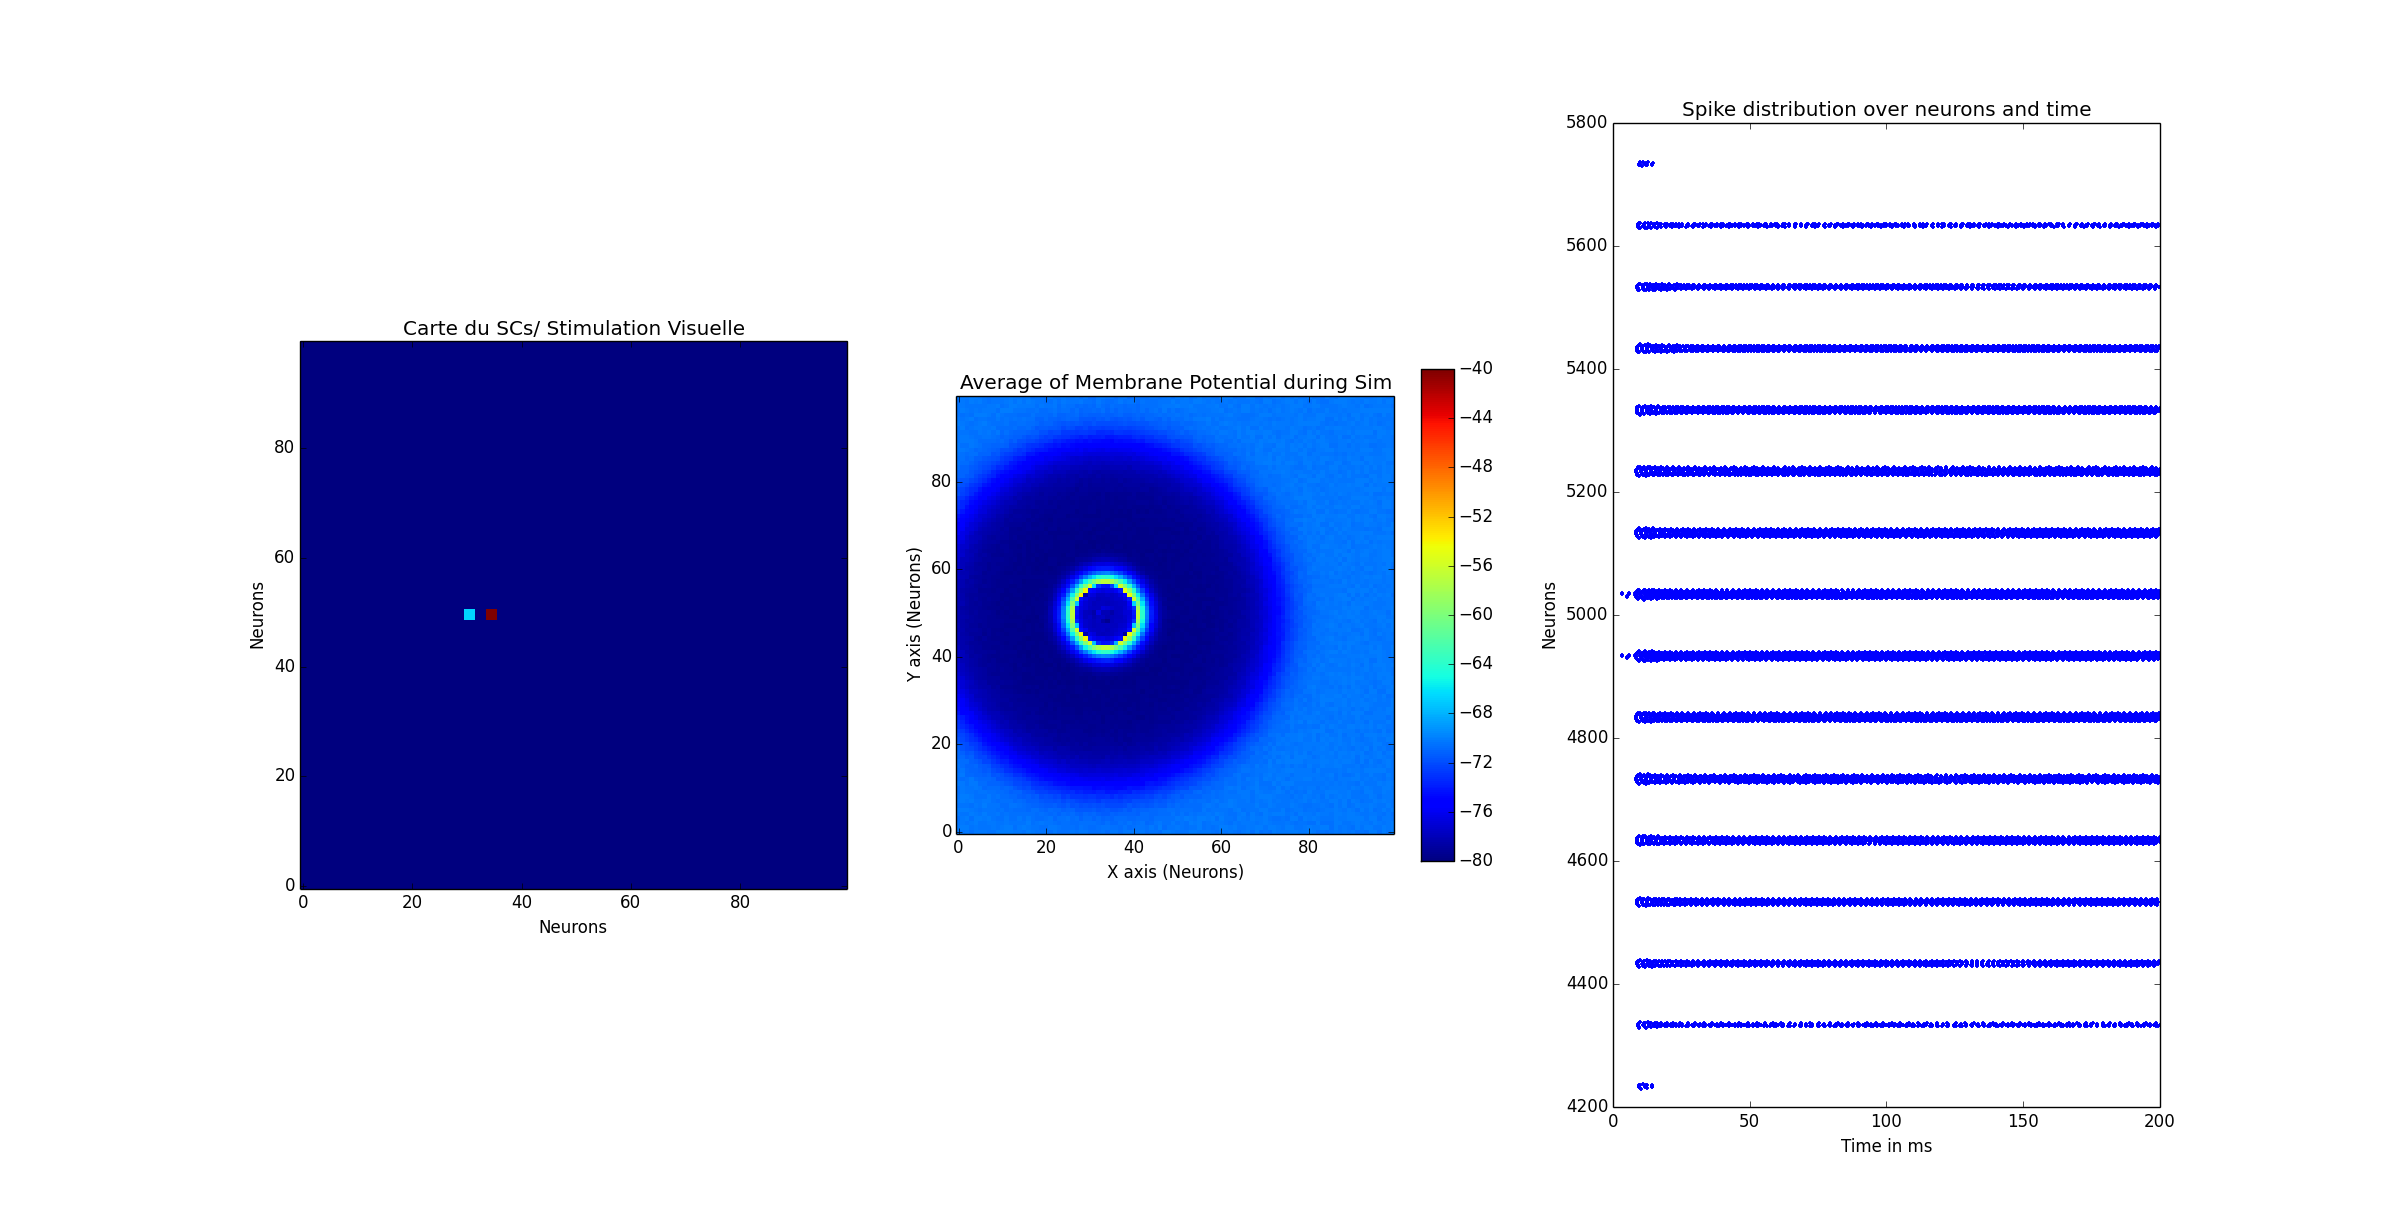 Carte du SCs/ Stimulation Visuelle
Neurons
80
60
40
20
0
0 20 40 60 80
Neurons
Average of Membrane Potential during Sim
Y axis (Neurons)
80
60
40
20
0
0 20 40 60 80
X axis (Neurons)
−40
−44
−48
−52
−56
−60
−64
−68
−72
−76
−80
Spike distribution over neurons and time
Neurons
5800
5600
5400
5200
5000
4800
4600
4400
4200
0 50 100 150 200
Time in ms